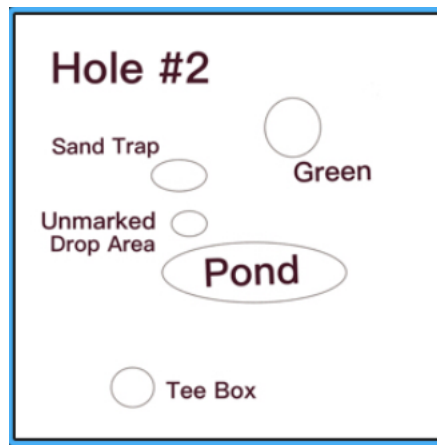 Hole #2
Sand Trap
Green
Unmarked
Drop Area
Pond
Tee Box